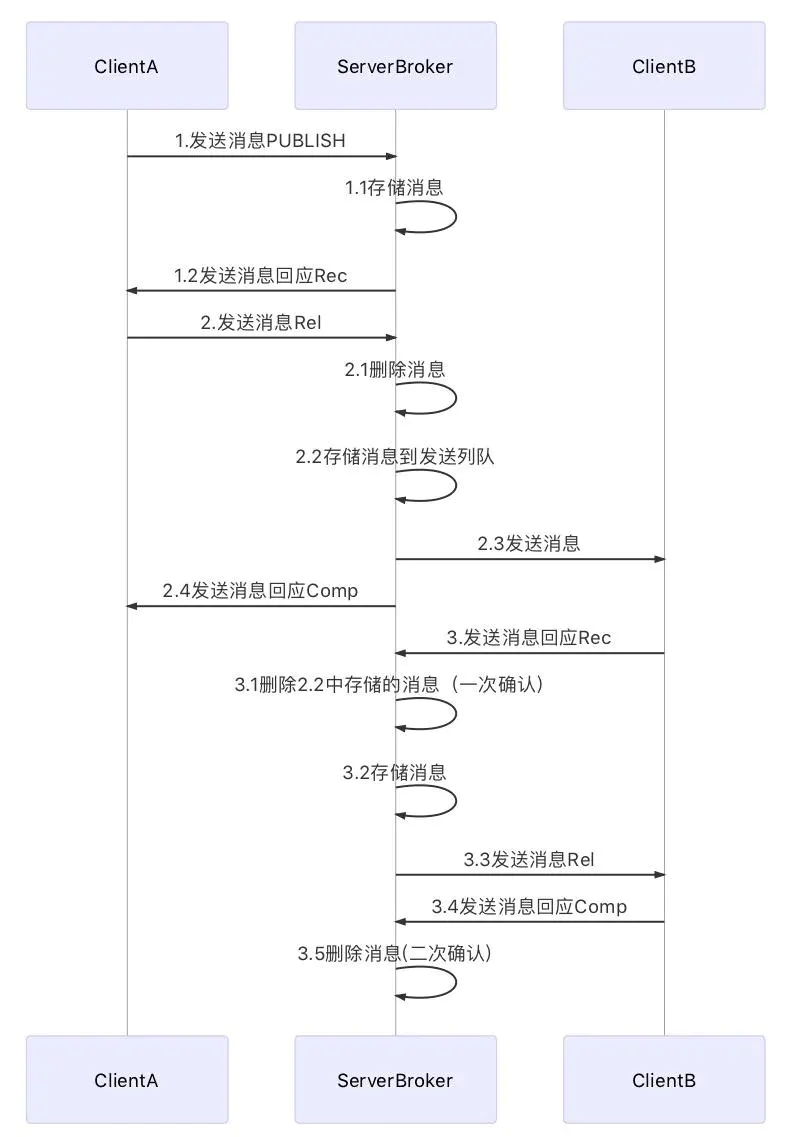 ClientA
ServerBroker
ClientB
1.发送消息PUBLISH
1.1存储消息
1.2发送消息回应Rec
2.发送消息Rel
2.1删除消息
2.2存储消息到发送列队
2.3发送消息
2.4发送消息回应Comp
3.发送消息回应Rec
3.1删除2.2中存储的消息（一次确认）
3.2存储消息
3.3发送消息Rel
3.4发送消息回应Comp
3.5删除消息(二次确认）
ClientA
ServerBroker
ClientB